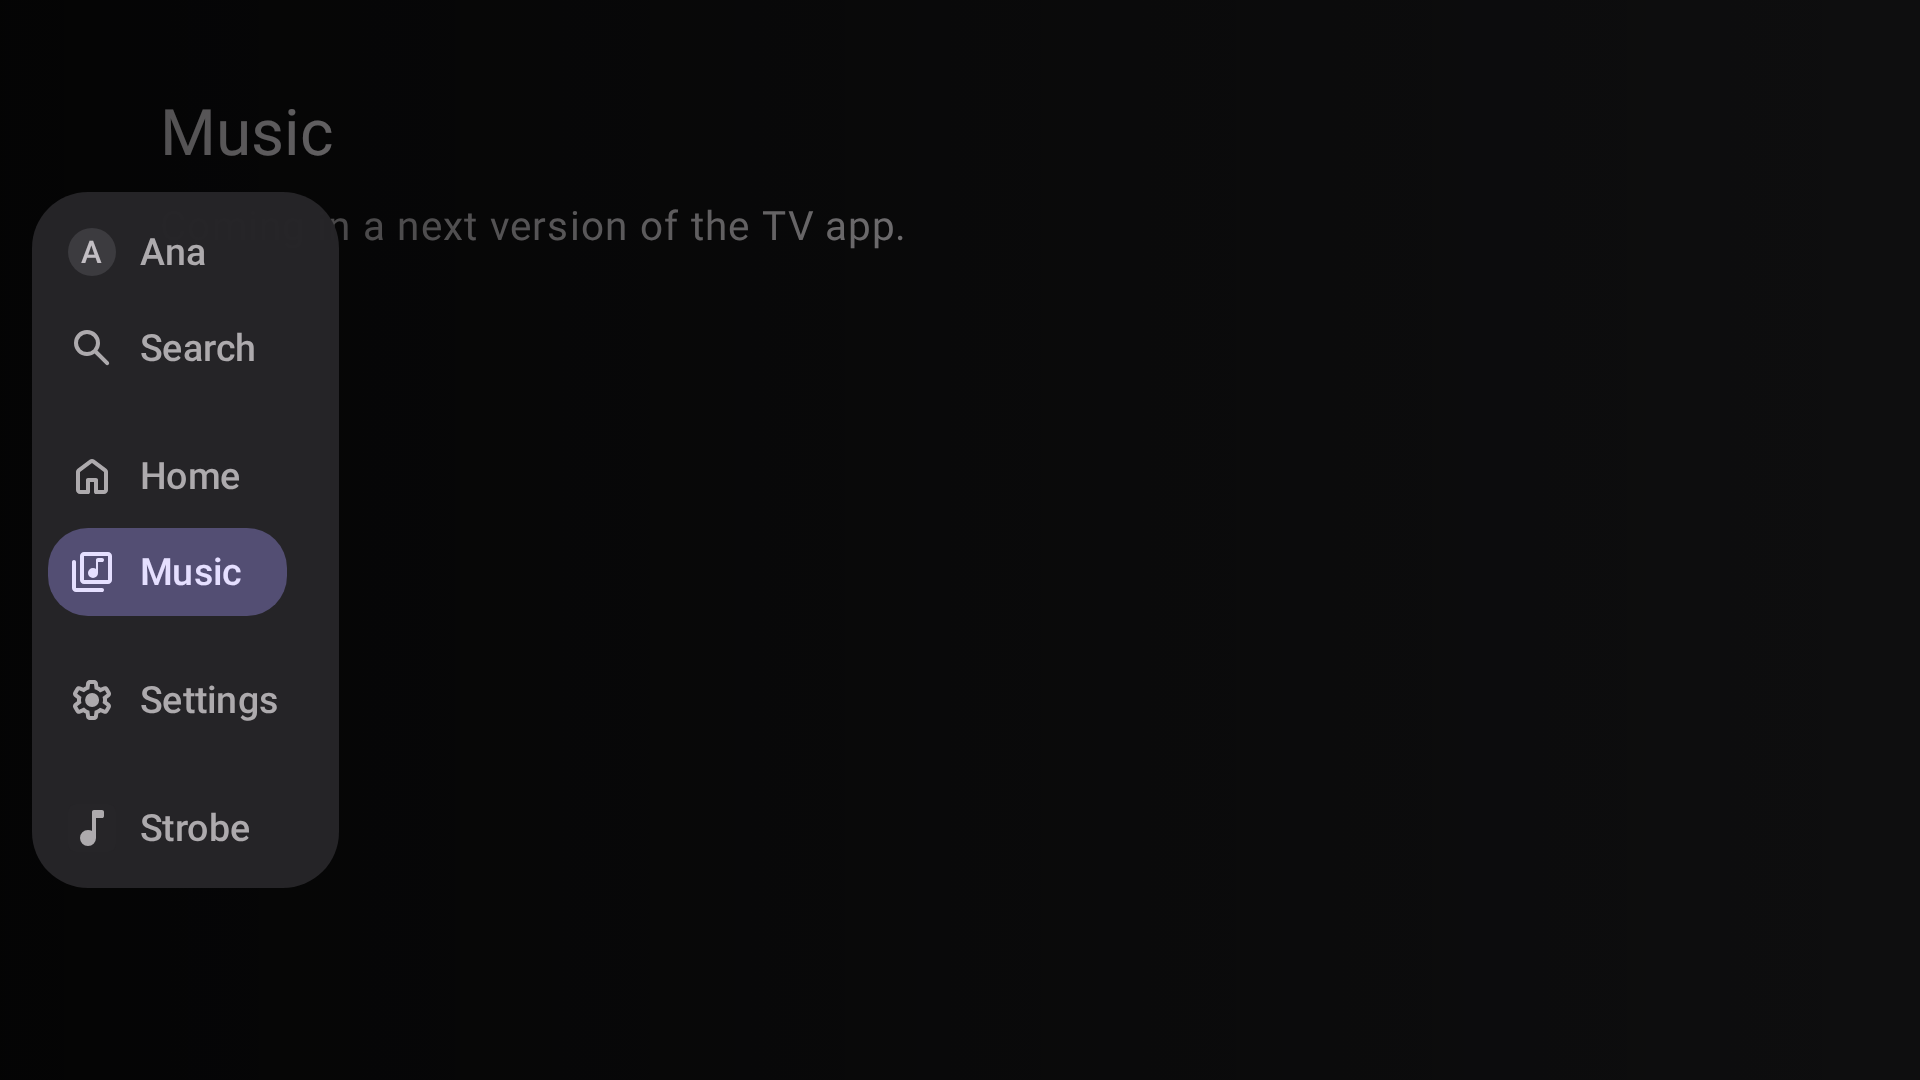 Music
a next version of the TV app.
A Ana
Search
Home
Music
Settings
Strobe